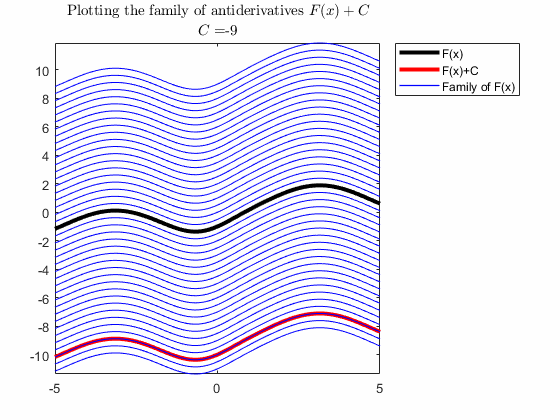 Plotting the family of antiderivatives F(x) + C
C =-9
F(x)
F(x)+C
Family of F(x)
10
8
6
4
2
0
-2
-4
-6
-8
-10
-5
0
5